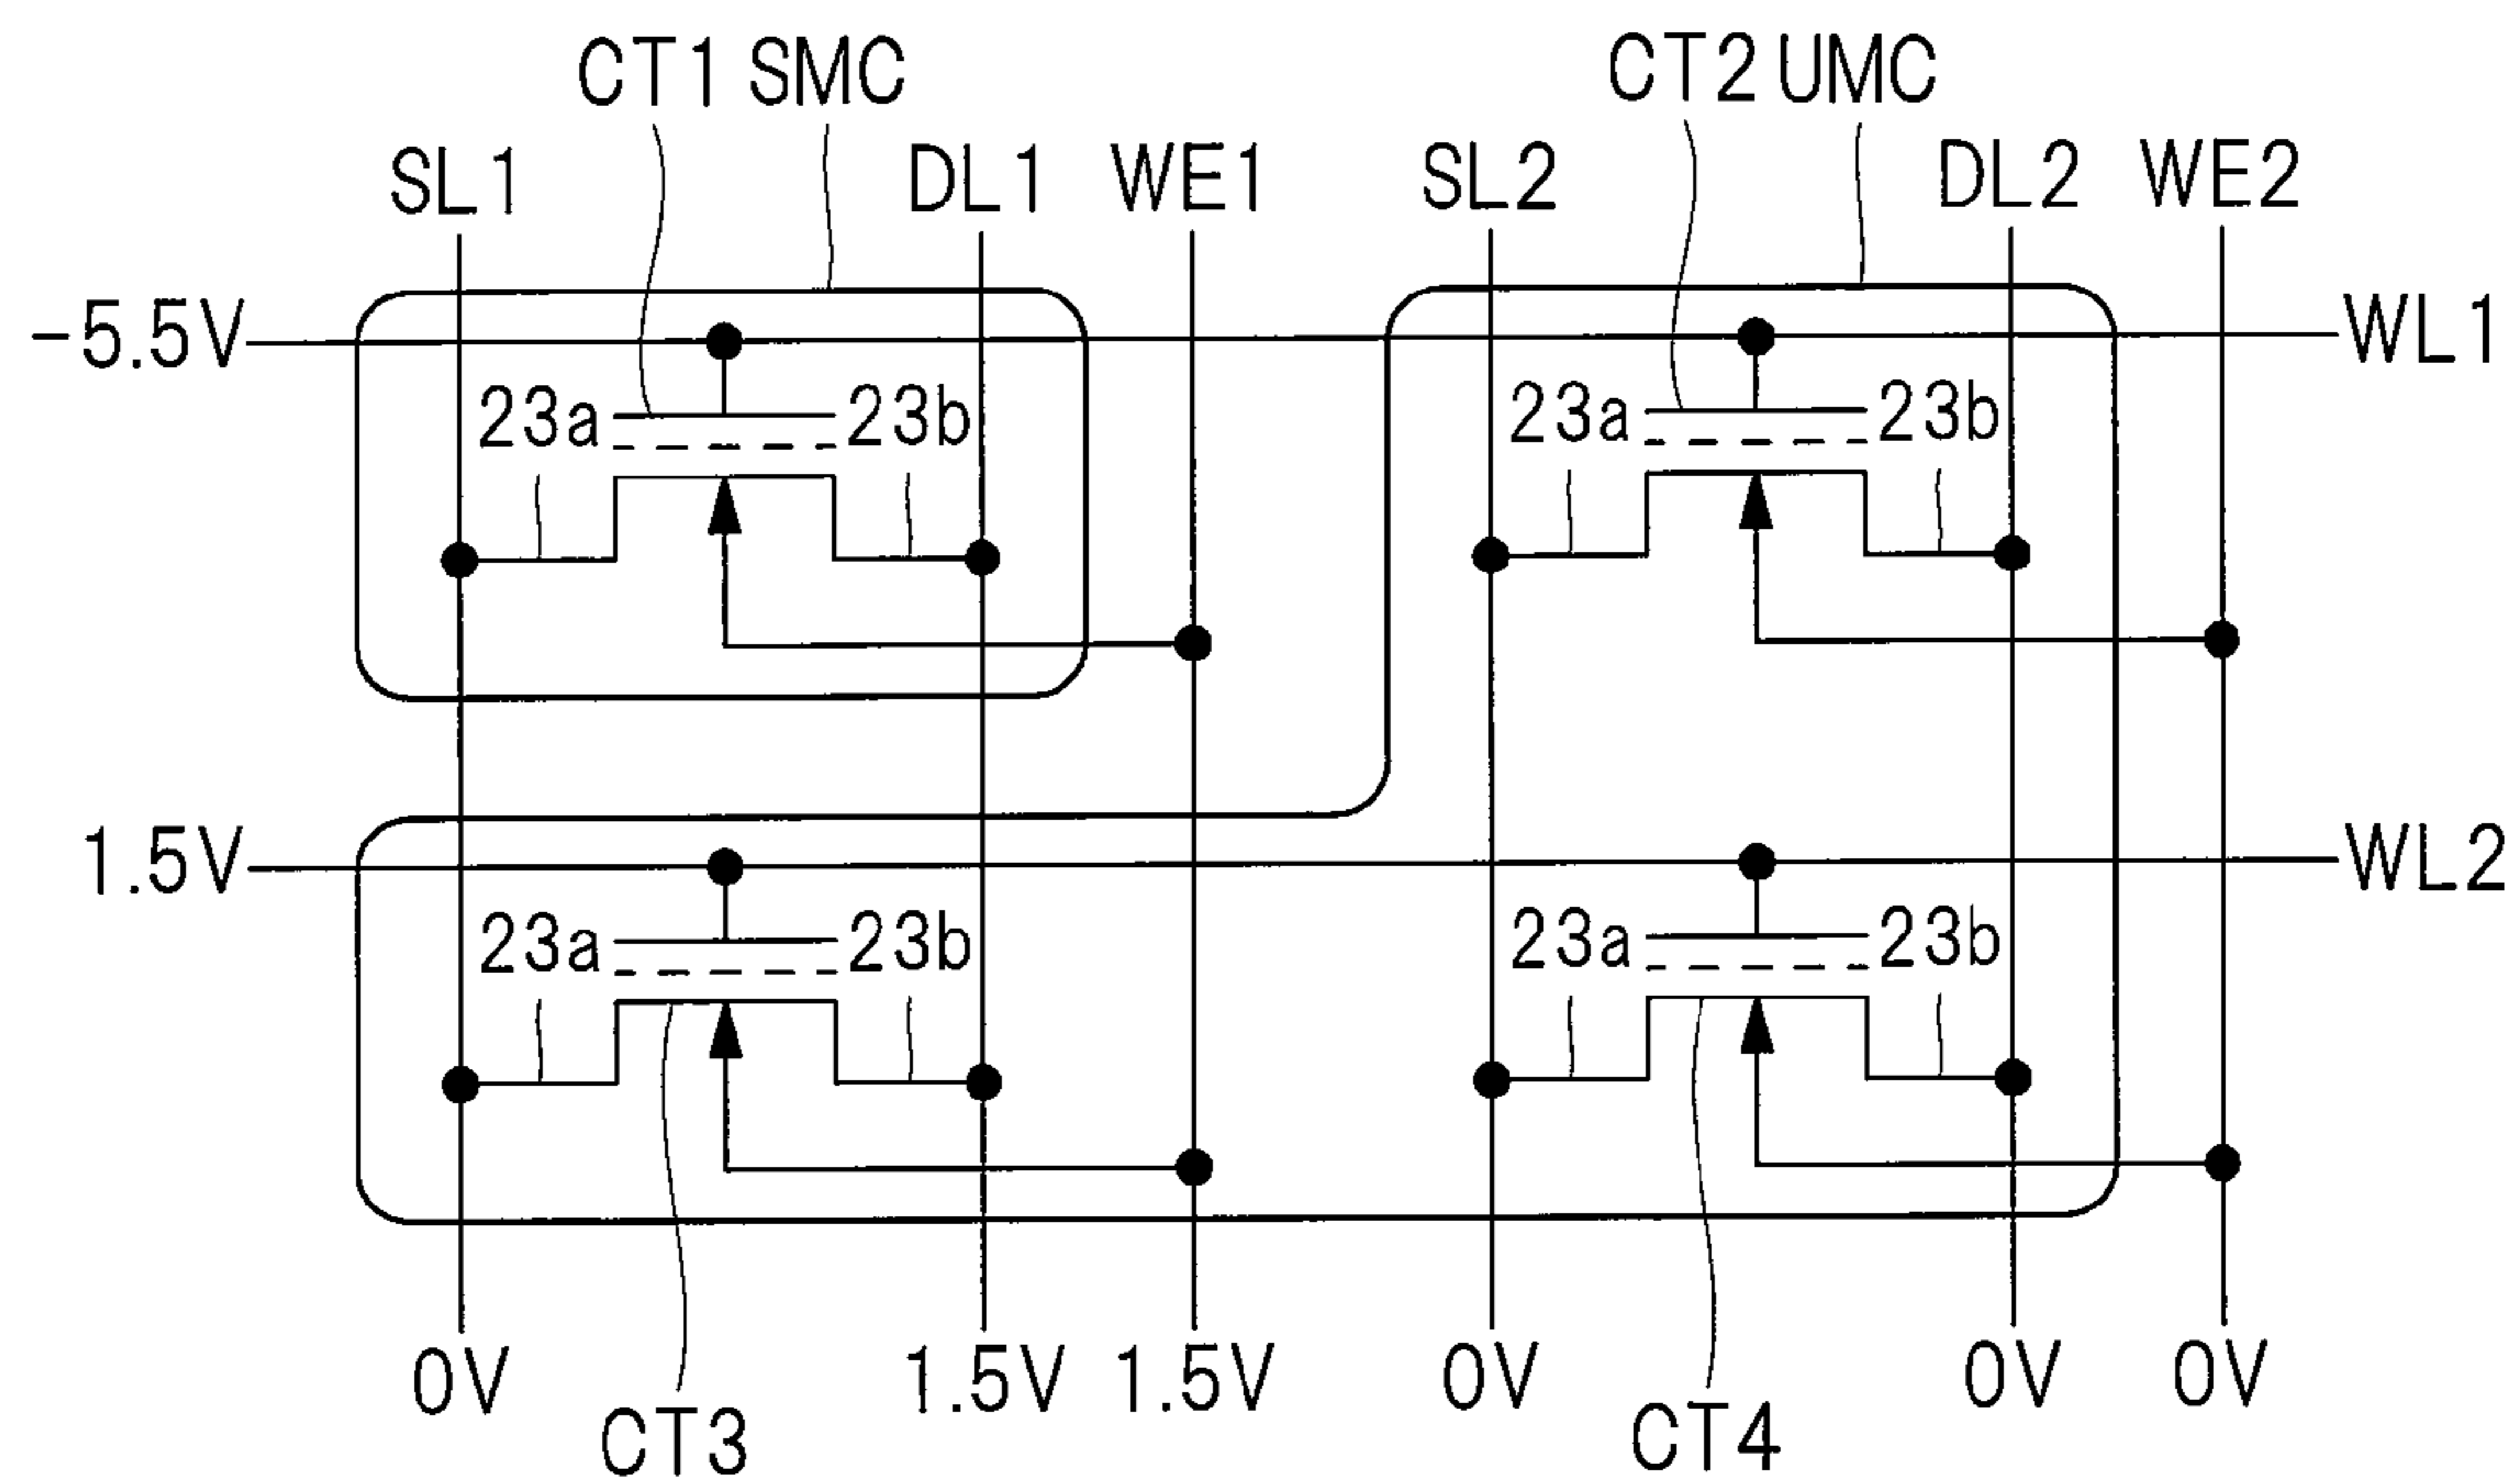 CT1 SMC CT2 UMC
SL1 DL1 WE1 SL2 DL2 WE2
-5.5V WL1
23a 23b 23a 23b
1.5V WL2
23a 23b 23a 23b
0V 1.5V 1.5V 0V 0V 0V
CT3 CT4